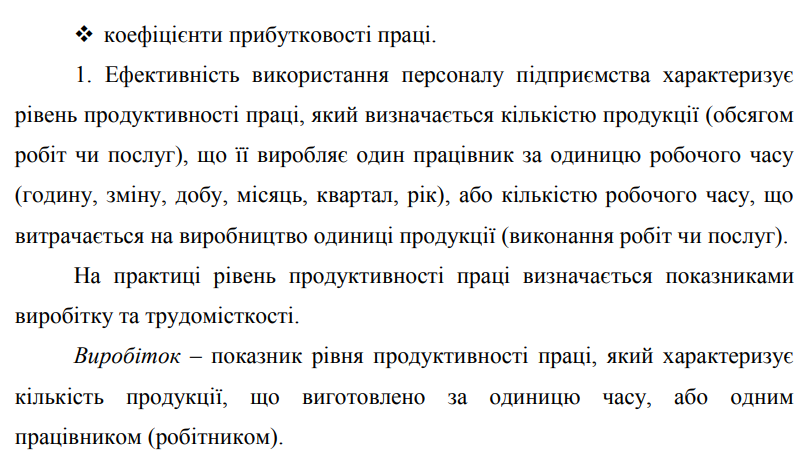 ❖ коефіцієнти прибутковості праці.
1. Ефективність використання персоналу підприємства характеризує
рівень продуктивності праці, який визначається кількістю продукції (обсягом
робіт чи послуг), що її виробляє один працівник за одиницю робочого часу
(годину, зміну, добу, місяць, квартал, рік), або кількістю робочого часу, що
витрачається на виробництво одиниці продукції (виконання робіт чи послуг).
На практиці рівень продуктивності праці визначається показниками
виробітку та трудомісткості.
Виробіток – показник рівня продуктивності праці, який характеризує
кількість продукції, що виготовлено за одиницю часу, або одним
працівником (робітником).